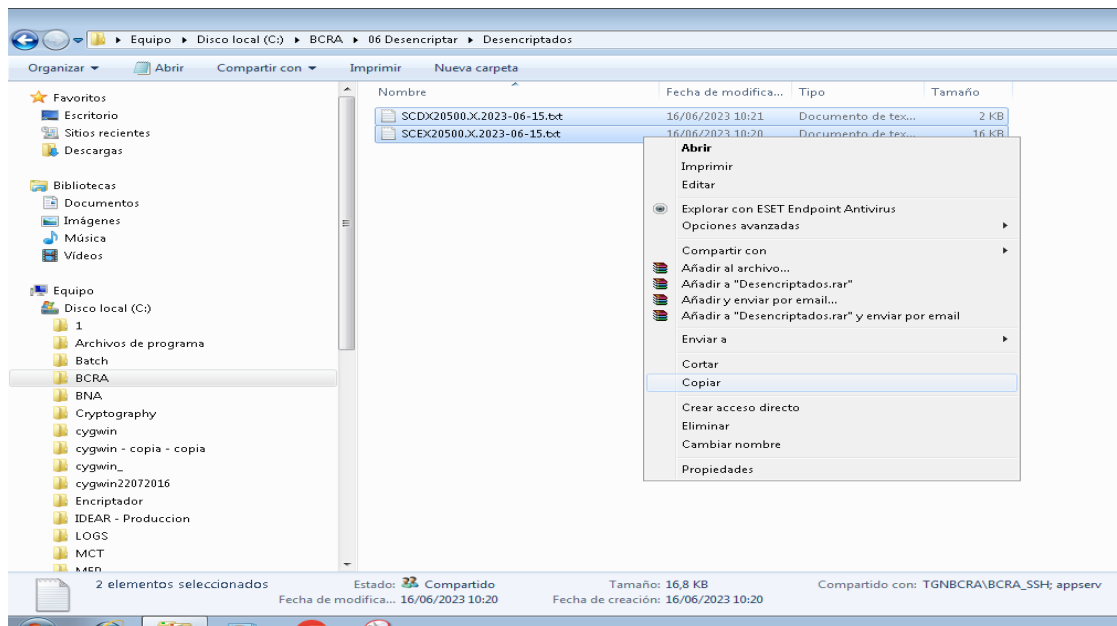 Equipo ▸ Disco local (C:) ▸ BCRA ▸ 06 Desencriptar ▸ Desencriptados
Organizar Abrir Compartir con Imprimir Nueva carpeta
Nombre Fecha de modifica... Tipo Tamaño
SCDX20500.X.2023-06-15.txt 16/06/2023 10:21 Documento de tex... 2 KB
SCEX20500.X.2023-06-15.txt 16/06/2023 10:20 Documento de tex... 16 KB
Favoritos
Escritorio
Sitios recientes
Descargas
Bibliotecas
Documentos
Imágenes
Música
Vídeos
Equipo
Disco local (C:)
1
Archivos de programa
Batch
BCRA
BNA
Cryptography
cygwin
cygwin - copia - copia
cygwin_
cygwin22072016
Encriptador
IDEAR - Produccion
LOGS
MCT
MEP
Abrir
Imprimir
Editar
Explorar con ESET Endpoint Antivirus
Opciones avanzadas
Compartir con
Añadir al archivo...
Añadir a "Desencriptados.rar"
Añadir y enviar por email...
Añadir a "Desencriptados.rar" y enviar por email
Enviar a
Cortar
Copiar
Crear acceso directo
Eliminar
Cambiar nombre
Propiedades
2 elementos seleccionados Estado: Compartido Tamaño: 16,8 KB Compartido con: TGNBCRA\BCRA_SSH; appserv
Fecha de modifica... 16/06/2023 10:20 Fecha de creación: 16/06/2023 10:20